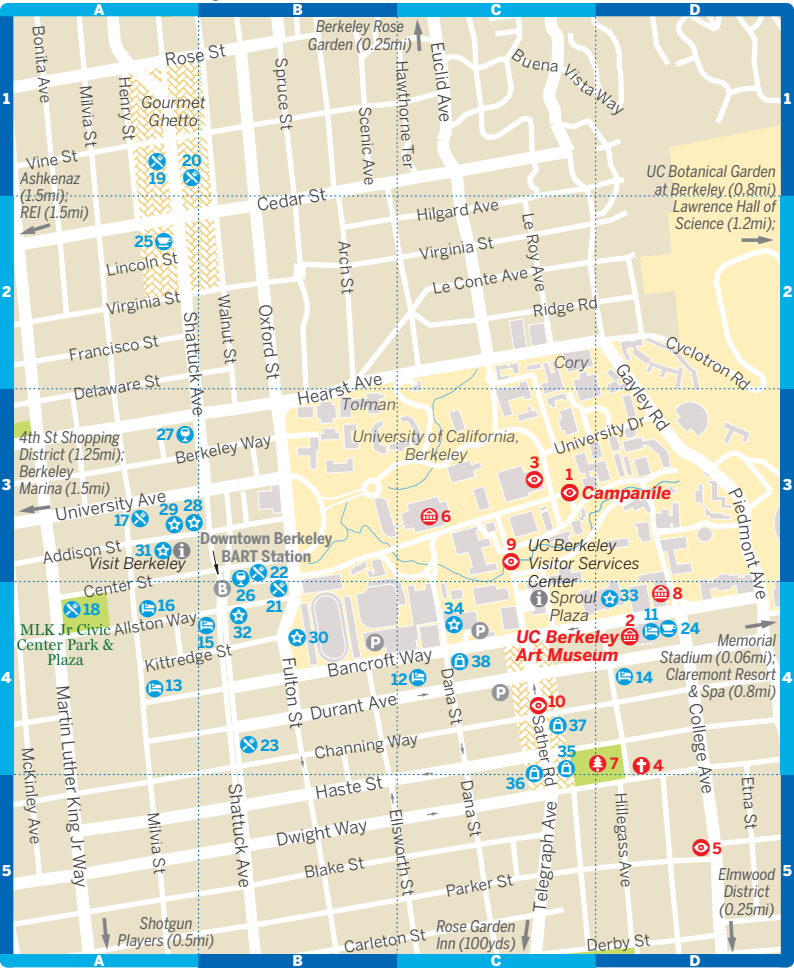 A
B
C
D
1
1
2
2
3
3
4
4
5
5
Berkeley Rose
Garden (0.25mi)
Bonita Ave
Milvia St
Henry St
Rose St
Spruce St
Scenic Ave
Hawthorne Ter
Euclid Ave
Buena Vista Way
Gourmet
Ghetto
Vine St
Ashkenaz
(1.5mi);
REI (1.5mi)
19
20
UC Botanical Garden
at Berkeley (0.8mi)
Lawrence Hall of
Science (1.2mi);
Cedar St
Hilgard Ave
Le Roy Ave
25
Lincoln St
Arch St
Virginia St
Le Conte Ave
Virginia St
Walnut St
Oxford St
Ridge Rd
Francisco St
Shattuck Ave
Cory
Cyclotron Rd
Gayley Rd
Delaware St
Hearst Ave
Tolman
27
University of California,
Berkeley
University Dr
4th St Shopping
District (1.25mi);
Berkeley
Marina (1.5mi)
Berkeley Way
3
1
Campanile
University Ave
17
29
28
6
Piedmont Ave
Addison St
31
i
Visit Berkeley
Downtown Berkeley
BART Station
9
UC Berkeley
Visitor Services
Center
Center St
B
22
26
21
i
Sproul
Plaza
33
8
18
16
Allston Way
15
32
30
34
P
P
11
24
2
UC Berkeley
Art Museum
MLK Jr Civic
Center Park &
Plaza
Kittredge St
Bancroft Way
38
Memorial
Stadium (0.06mi);
Claremont Resort
& Spa (0.8mi)
13
Fulton St
12
Dana St
P
14
Durant Ave
10
Martin Luther King Jr Way
23
Channing Way
Sather Rd
37
College Ave
McKinley Ave
35
7
4
36
Haste St
Shattuck Ave
Dana St
Etna St
Milvia St
Dwight Way
Ellsworth St
Telegraph Ave
Hillegass Ave
5
Blake St
Parker St
Elmwood
District
(0.25mi)
Shotgun
Players (0.5mi)
Carleton St
Rose Garden
Inn (100yds)
Derby St
A
B
C
D